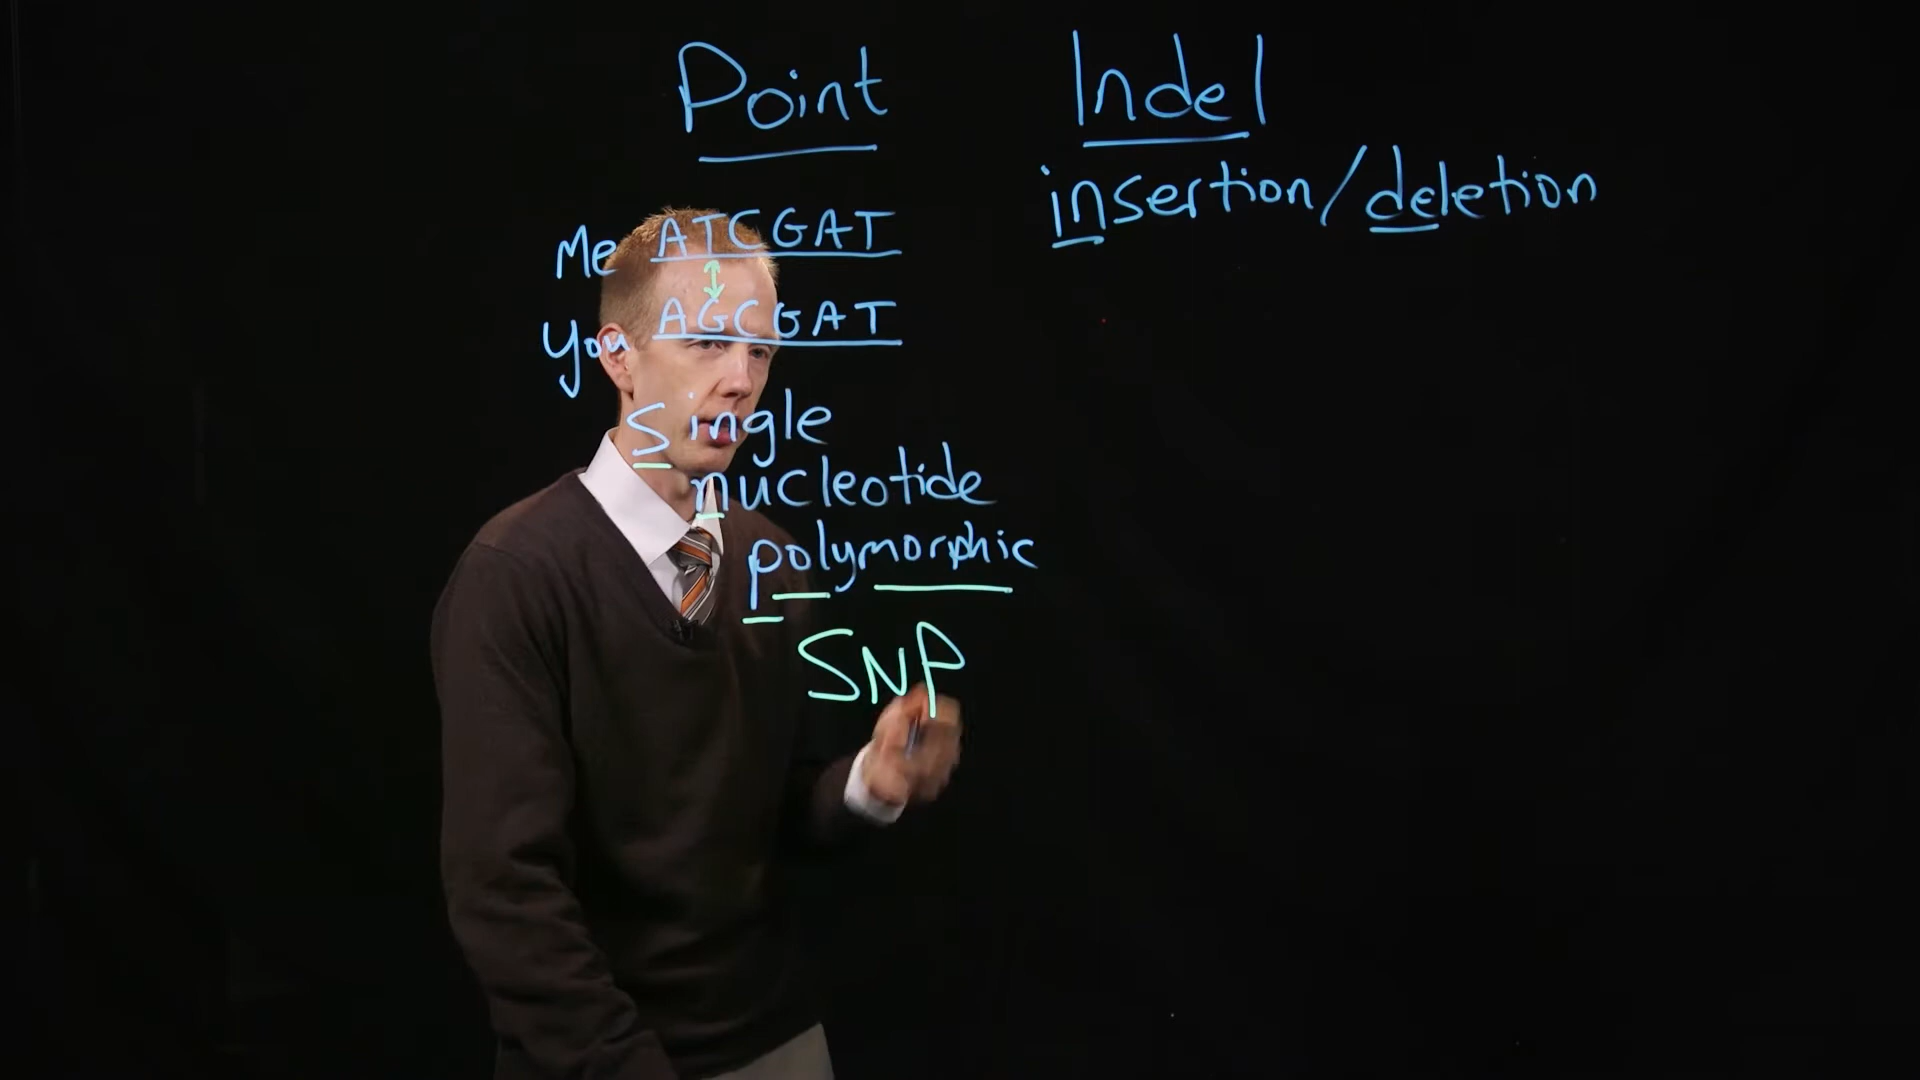 Point
Me ATCGAT
You AGCGAT
Single
nucleotide
polymorphic
SNP
Indel
insertion/deletion